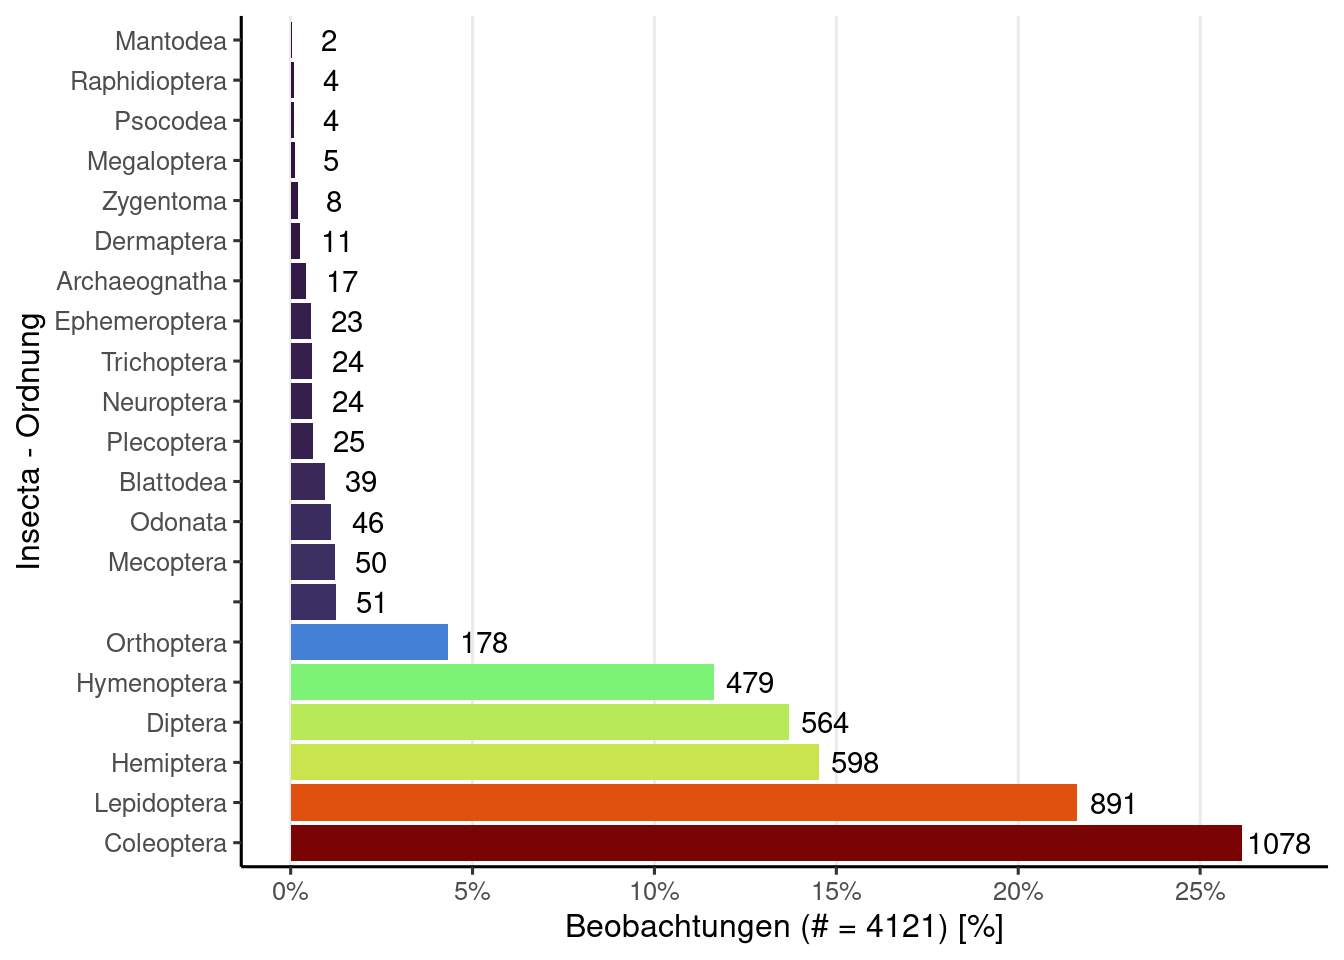 Insecta - Ordnung
Mantodea 2
Raphidioptera 4
Psocodea 4
Megaloptera 5
Zygentoma 8
Dermaptera 11
Archaeognatha 17
Ephemeroptera 23
Trichoptera 24
Neuroptera 24
Plecoptera 25
Blattodea 39
Odonata 46
Mecoptera 50
51
Orthoptera 178
Hymenoptera 479
Diptera 564
Hemiptera 598
Lepidoptera 891
Coleoptera 1078
0% 5% 10% 15% 20% 25%
Beobachtungen (# = 4121) [%]